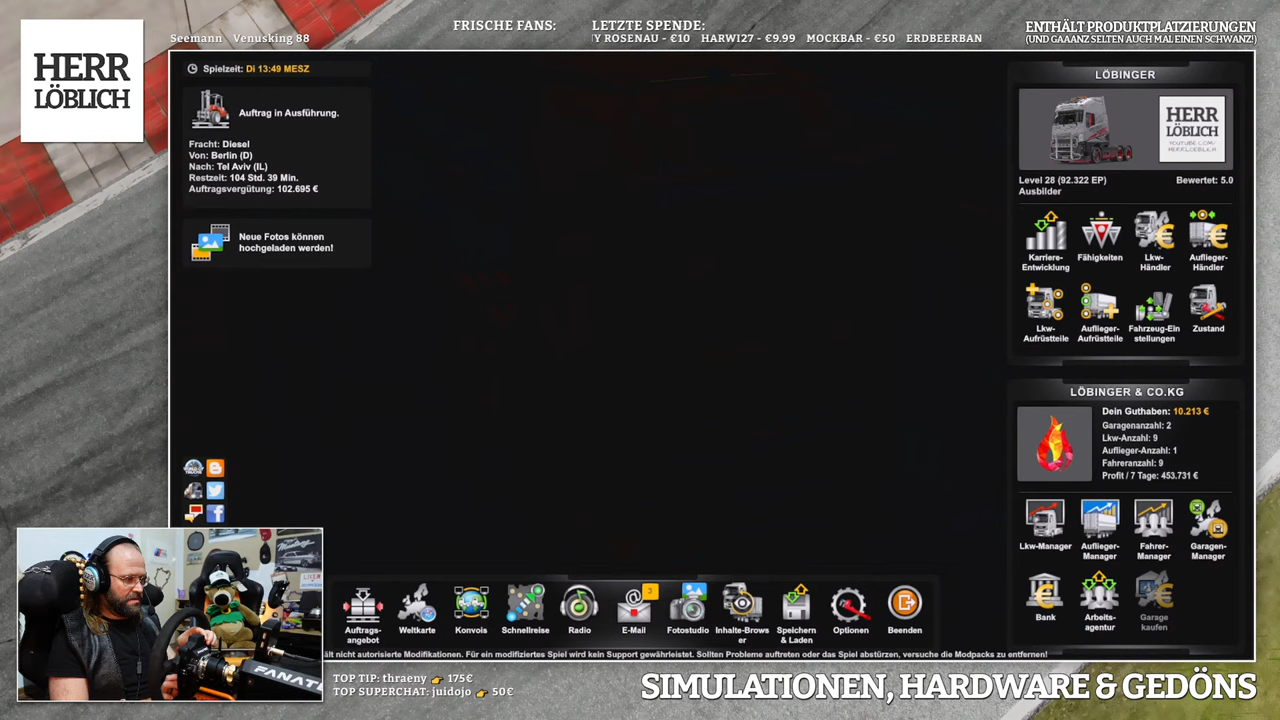 HERR
LÖBLICH
Seemann Venusking 88
FRISCHE FANS:
LETZTE SPENDE:
Y ROSENAU - €10 HARWI27 - €9.99 MOCKBAR - €50 ERDBEERBAN
ENTHÄLT PRODUKTPLATZIERUNGEN
(UND GAAANZ SELTEN AUCH MAL EINEN SCHWANZ!)
Spielzeit: Di 13:49 MESZ
Auftrag in Ausführung.
Fracht: Diesel
Von: Berlin (D)
Nach: Tel Aviv (IL)
Restzeit: 104 Std. 39 Min.
Auftragsvergütung: 102.695 €
Neue Fotos können
hochgeladen werden!
LÖBINGER
HERR
LÖBLICH
YOUTUBE.COM/
HERRLOEBLICH
Level 28 (92.322 EP)
Bewertet: 5.0
Ausbilder
Karriere-
Entwicklung
Fähigkeiten
Lkw-
Händler
Auflieger-
Händler
Lkw-
Aufrüstteile
Auflieger-
Aufrüstteile
Fahrzeug-Ein
stellungen
Zustand
LÖBINGER & CO.KG
Dein Guthaben: 10.213 €
Garagenanzahl: 2
Lkw-Anzahl: 9
Auflieger-Anzahl: 1
Fahreranzahl: 9
Profit / 7 Tage: 453.731 €
Lkw-Manager
Auflieger-
Manager
Fahrer-
Manager
Garagen-
Manager
Bank
Arbeits-
agentur
Garage
kaufen
3
Auftrags-
angebot
Weltkarte
Konvois
Schnellreise
Radio
E-Mail
Fotostudio
Inhalte-Brows
er
Speichern
& Laden
Optionen
Beenden
ält nicht autorisierte Modifikationen. Für ein modifiziertes Spiel wird kein Support gewährleistet. Sollten Probleme auftreten oder das Spiel abstürzen, versuche die Modpacks zu entfernen!
Mustang
FANATE
TOP TIP: thraeny 👉 175€
TOP SUPERCHAT: juidojo 👉 50€
SIMULATIONEN, HARDWARE & GEDÖNS